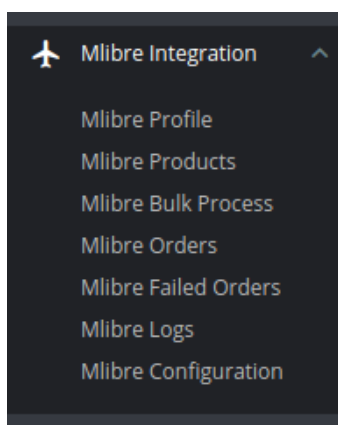 Mlibre Integration
Mlibre Profile
Mlibre Products
Mlibre Bulk Process
Mlibre Orders
Mlibre Failed Orders
Mlibre Logs
Mlibre Configuration